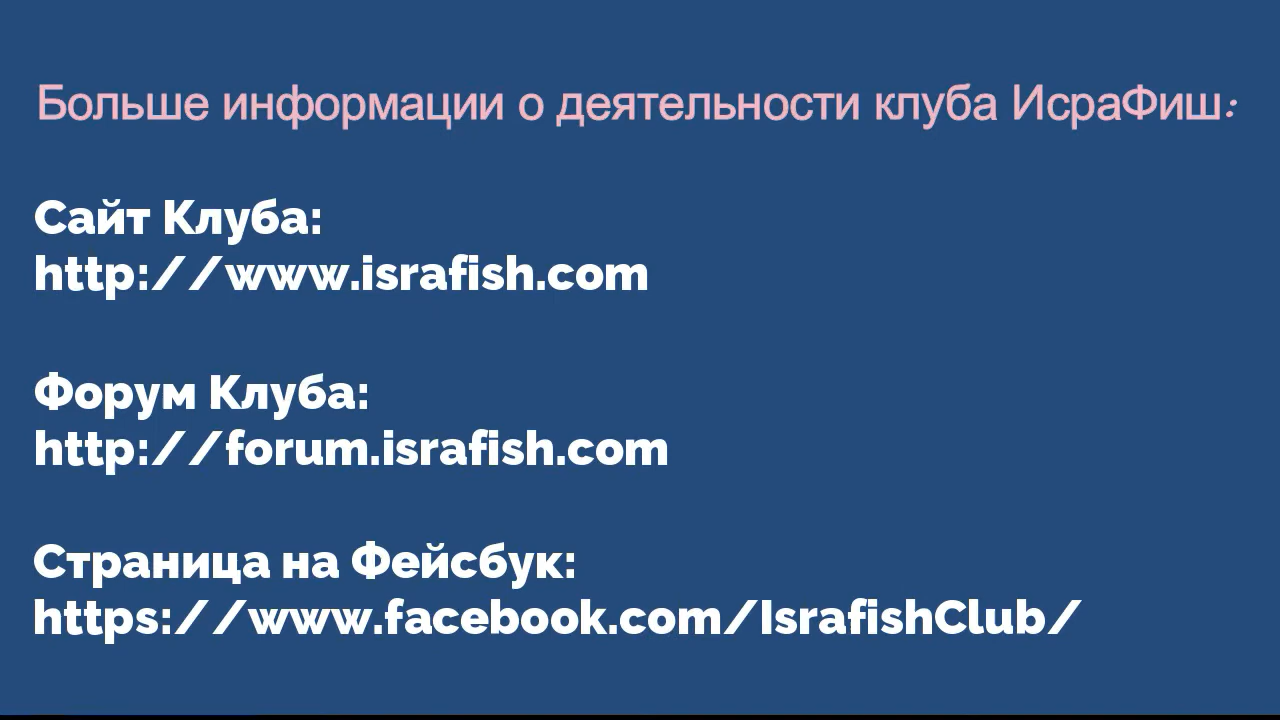 Больше информации о деятельности клуба ИсраФиш:
Сайт Клуба:
http://www.israfish.com
Форум Клуба:
http://forum.israfish.com
Страница на Фейсбук:
https://www.facebook.com/IsrafishClub/